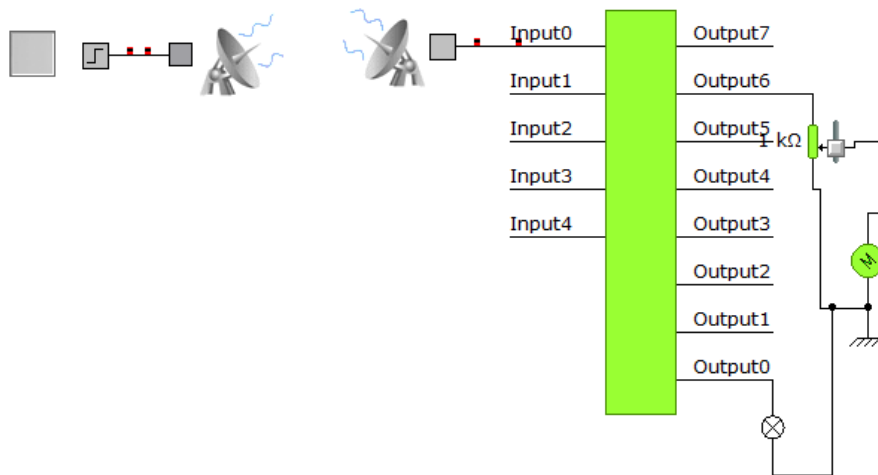 Input0
Output7
Input1
Output6
Input2
Output5
1 kΩ
Input3
Output4
Input4
Output3
Output2
Output1
Output0
M